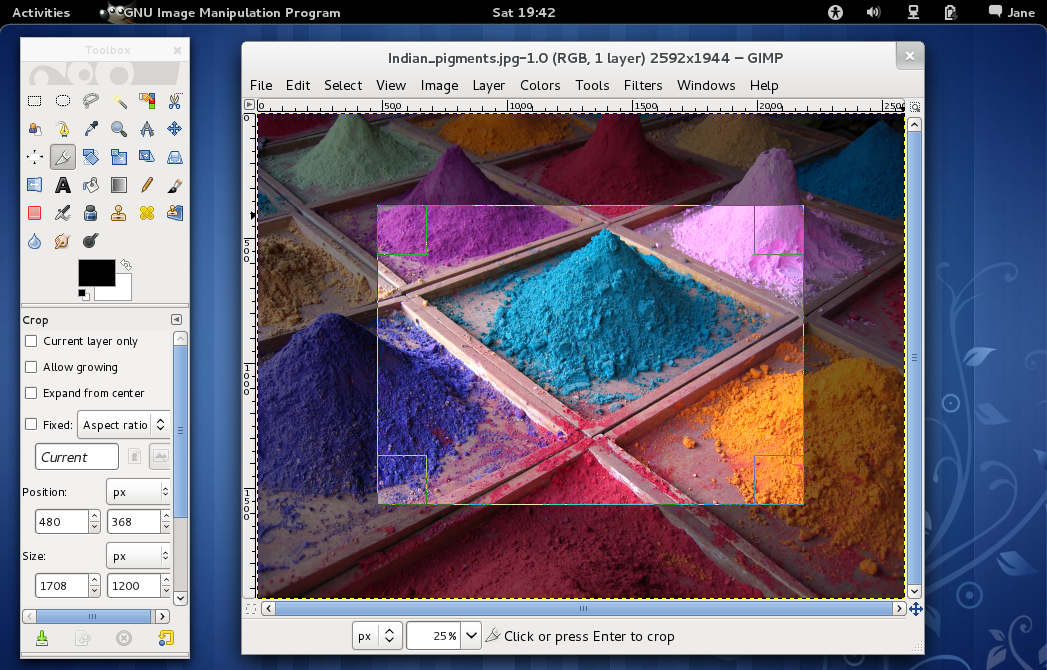 Activities GNU Image Manipulation Program Sat 19:42 Jane
Toolbox
Indian_pigments.jpg-1.0 (RGB, 1 layer) 2592x1944 – GIMP
File Edit Select View Image Layer Colors Tools Filters Windows Help
0 500 1000 1500 2000 2500
0
500
1000
1500
Crop
Current layer only
Allow growing
Expand from center
Fixed: Aspect ratio
Current
Position: px
480 368
Size: px
1708 1200
px 25% Click or press Enter to crop